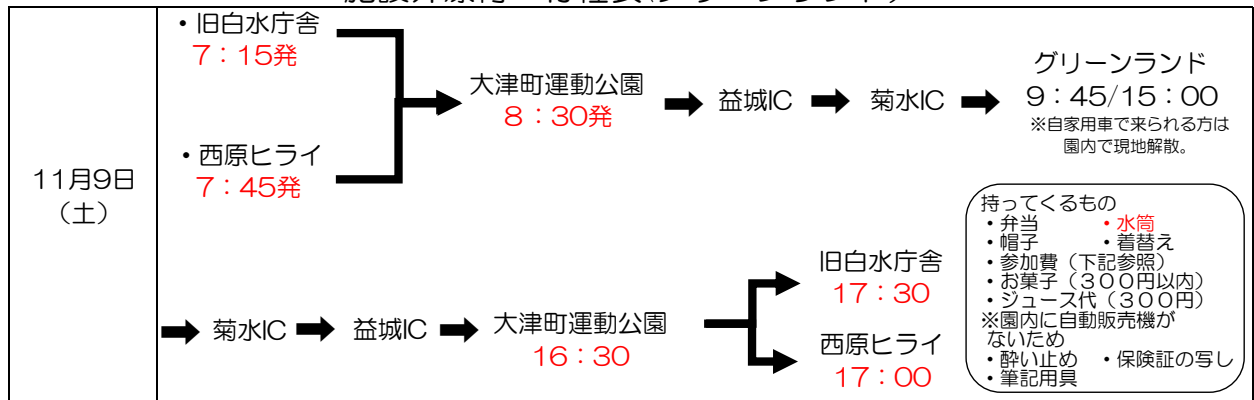 11月9日
(土)
・旧白水庁舎
7:15発
・西原ヒライ
7:45発
大津町運動公園
8:30発
益城IC
菊水IC
グリーンランド
9:45/15:00
※自家用車で来られる方は
園内で現地解散。
菊水IC
益城IC
大津町運動公園
16:30
旧白水庁舎
17:30
西原ヒライ
17:00
持ってくるもの
・弁当 ・水筒
・帽子 ・着替え
・参加費(下記参照)
・お菓子(300円以内)
・ジュース代(300円)
※園内に自動販売機が
ないため
・酔い止め ・保険証の写し
・筆記用具